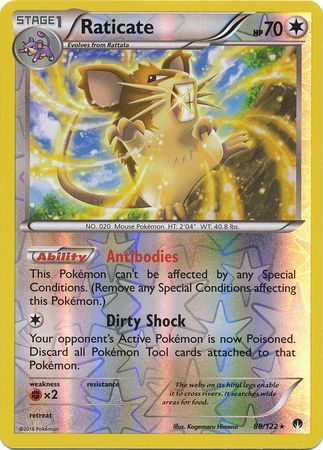 STAGE1
Raticate
HP70
Evolves from Rattata
NO. 020 Mouse Pokémon HT: 2'04" WT: 40.8 lbs.
Ability
Antibodies
This Pokémon can't be affected by any Special
Conditions. (Remove any Special Conditions affecting
this Pokémon.)
Dirty Shock
Your opponent's Active Pokémon is now Poisoned.
Discard all Pokémon Tool cards attached to that
Pokémon.
weakness
resistance
×2
retreat
The webs on its hind legs enable
it to cross rivers. It searches wide
areas for food.
Illus. Kagemaru Himeno
88/122 ★
©2016 Pokémon